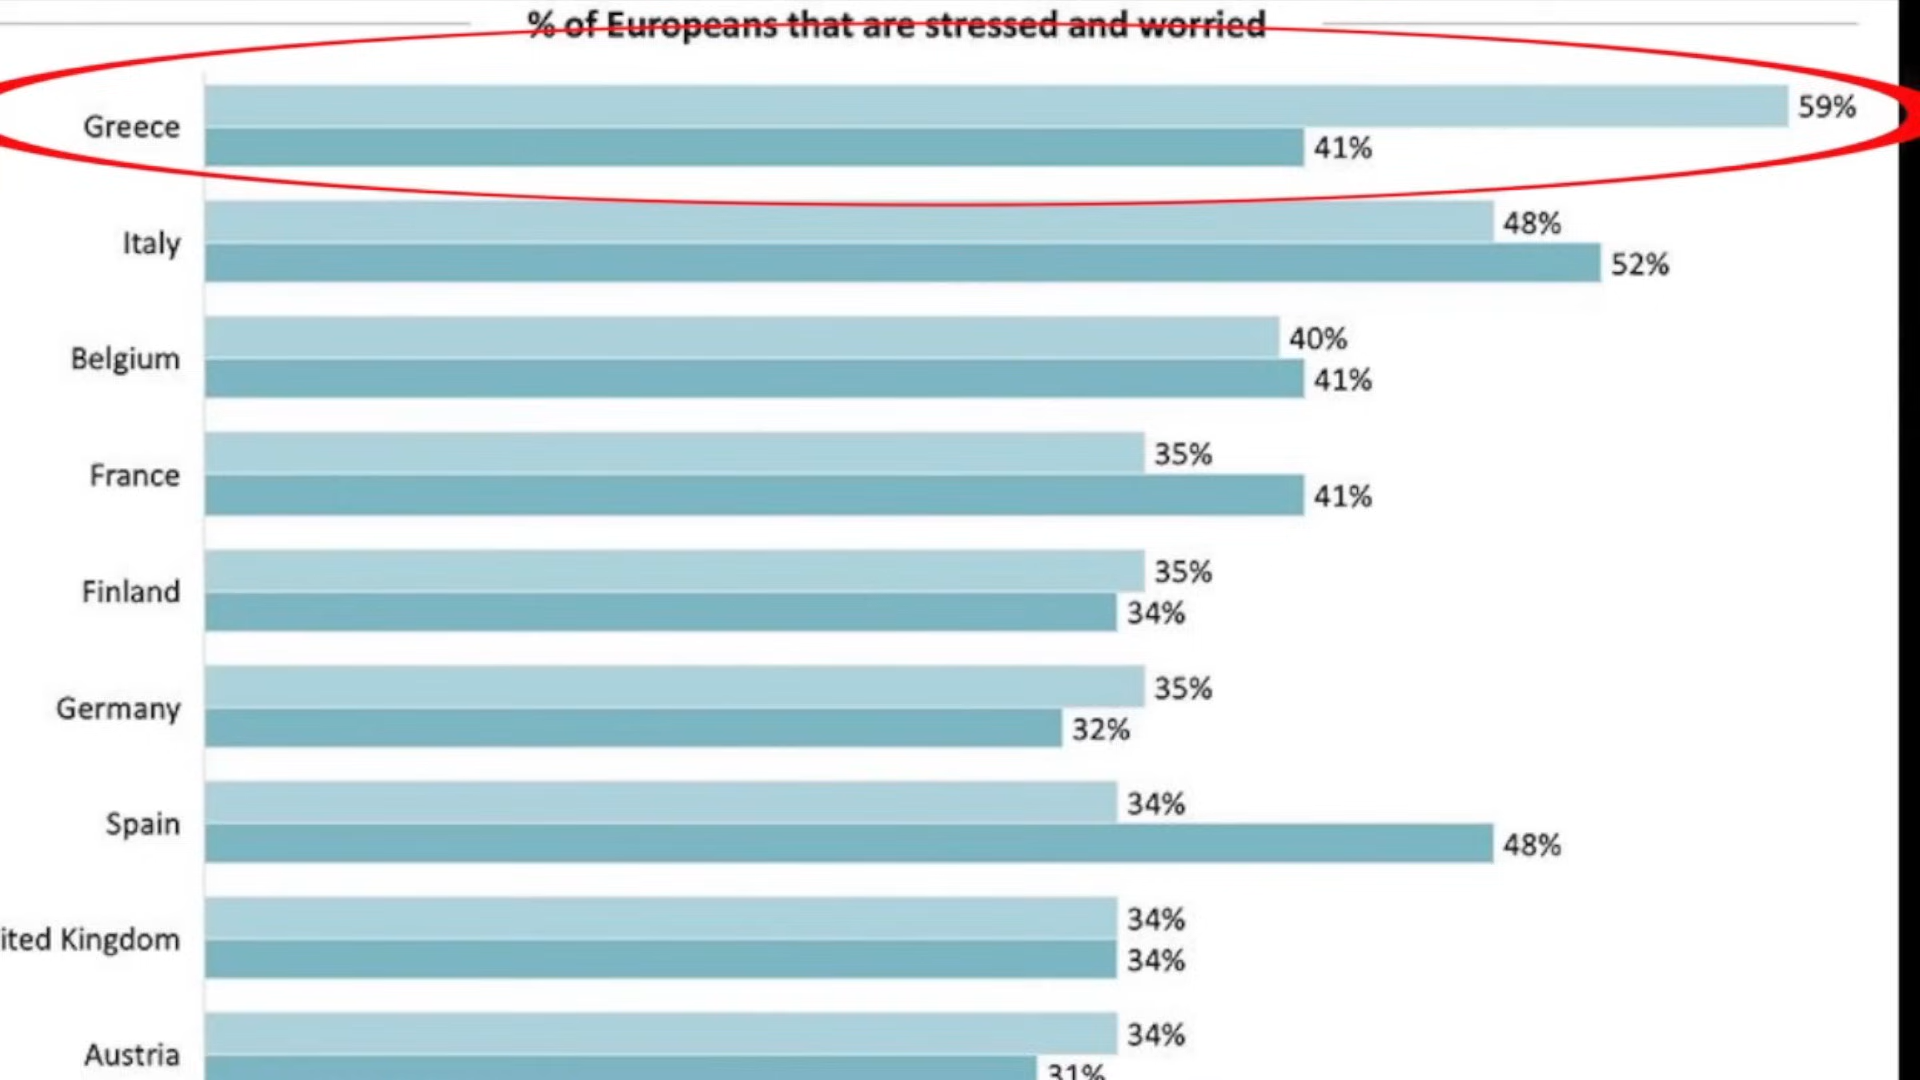 % of Europeans that are stressed and worried
Greece
59%
41%
Italy
48%
52%
Belgium
40%
41%
France
35%
41%
Finland
35%
34%
Germany
35%
32%
Spain
34%
48%
ited Kingdom
34%
34%
Austria
34%
31%